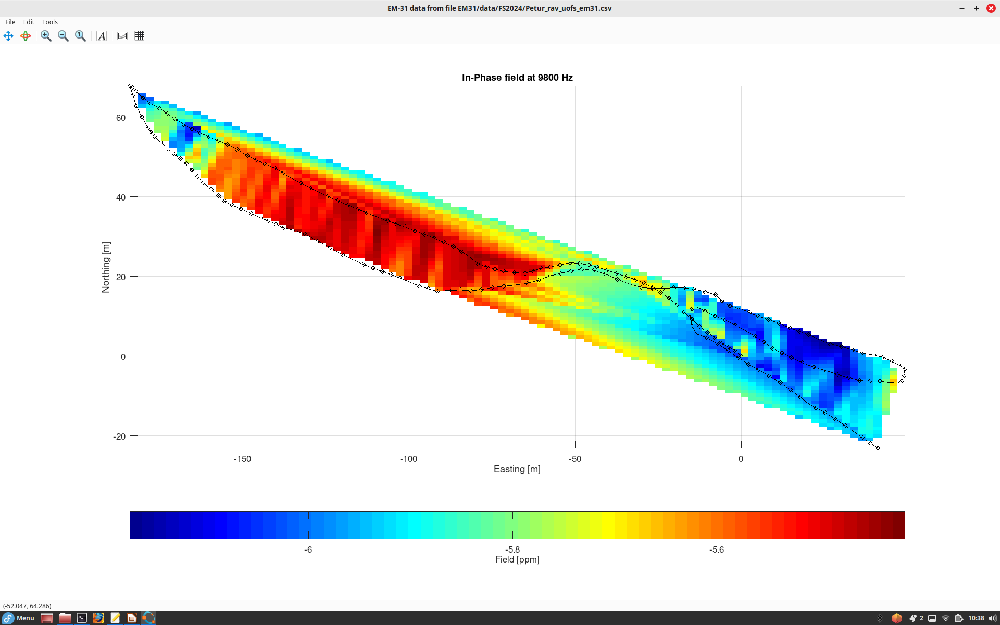 EM-31 data from file EM31/data/FS2024/Petur_rav_uofs_em31.csv
File Edit Tools
1 A
In-Phase field at 9800 Hz
60
40
20
0
-20
Northing [m]
-150 -100 -50 0
Easting [m]
-6 -5.8 -5.6
Field [ppm]
(-52.047, 64.286)
Menu 2 10:38